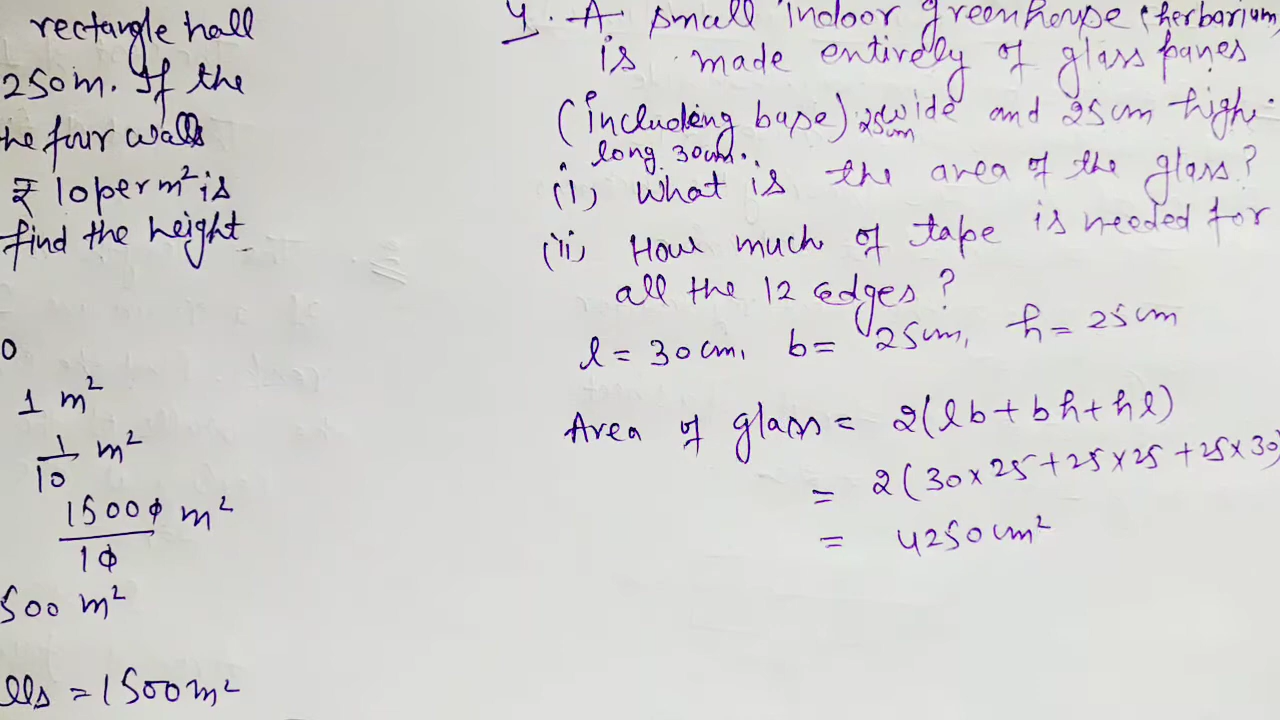 rectangle hall
250m. If the
he four walls
₹ 10 per m² is
find the height
0
1 m²
1/10 m²
15000/10 m²
500 m²
lls = 1500m²
4. A small indoor greenhouse (herbarium)
is made entirely of glass panes
(including base) 25cm wide and 25cm high.
long 30cm.
(i) What is the area of the glass?
(ii) How much of tape is needed for
all the 12 edges?
l = 30cm, b = 25cm, h = 25cm
Area of glass = 2(lb+bh+hl)
= 2(30×25+25×25+25×30)
= 4250cm²